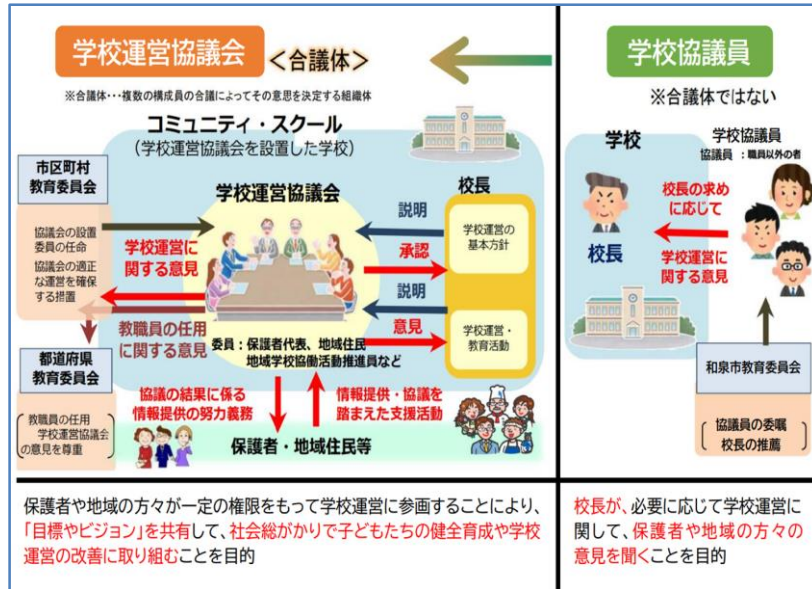 学校運営協議会 <合議体>
※合議体･･･複数の構成員の合議によってその意思を決定する組織体
コミュニティ・スクール
(学校運営協議会を設置した学校)
市区町村
教育委員会
協議会の設置
委員の任命
協議会の適正
な運営を確保
する措置
学校運営協議会
学校運営に
関する意見
教職員の任用
に関する意見
委員：保護者代表、地域住民
地域学校協働活動推進員など
校長
説明
承認
学校運営の
基本方針
説明
意見
学校運営・
教育活動
都道府県
教育委員会
教職員の任用
学校運営協議会
の意見を尊重
協議の結果に係る
情報提供の努力義務
情報提供・協議を
踏まえた支援活動
保護者・地域住民等
保護者や地域の方々が一定の権限をもって学校運営に参画することにより、
「目標やビジョン」を共有して、社会総がかりで子どもたちの健全育成や学校
運営の改善に取り組むことを目的
学校協議員
※合議体ではない
学校
学校協議員
協議員 ：職員以外の者
校長の求め
に応じて
校長
学校運営に
関する意見
和泉市教育委員会
協議員の委嘱
校長の推薦
校長が、必要に応じて学校運営に
関して、保護者や地域の方々の
意見を聞くことを目的